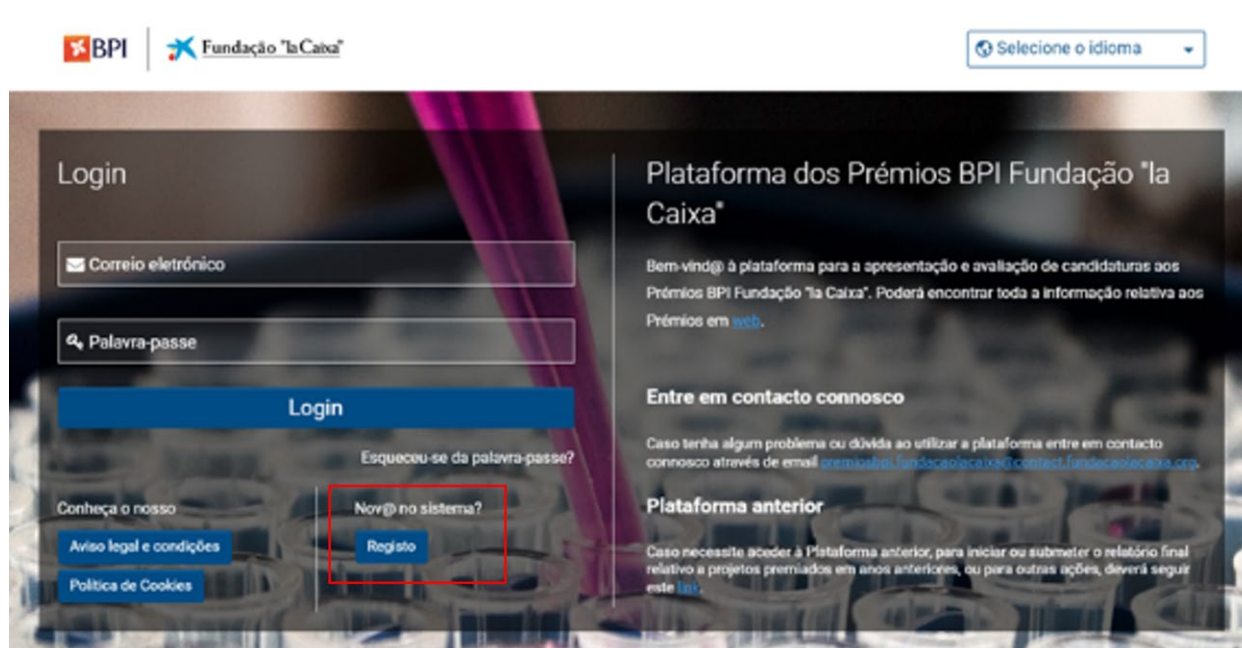 BPI
Fundação "la Caixa"
Selecione o idioma
Login
Correio eletrónico
Palavra-passe
Login
Esqueceu-se da palavra-passe?
Conheça o nosso
Aviso legal e condições
Política de Cookies
Nov@ no sistema?
Registo
Plataforma dos Prémios BPI Fundação "la
Caixa"
Bem-vind@ à plataforma para a apresentação e avaliação de candidaturas aos
Prémios BPI Fundação "la Caixa". Poderá encontrar toda a informação relativa aos
Prémios em web.
Entre em contacto connosco
Caso tenha algum problema ou dúvida ao utilizar a plataforma entre em contacto
connosco através de email premiosbpi.fundacaolacaixa@contact.fundacaolacaixa.org.
Plataforma anterior
Caso necessite aceder à Plataforma anterior, para iniciar ou submeter o relatório final
relativo a projetos premiados em anos anteriores, ou para outras ações, deverá seguir
este link.